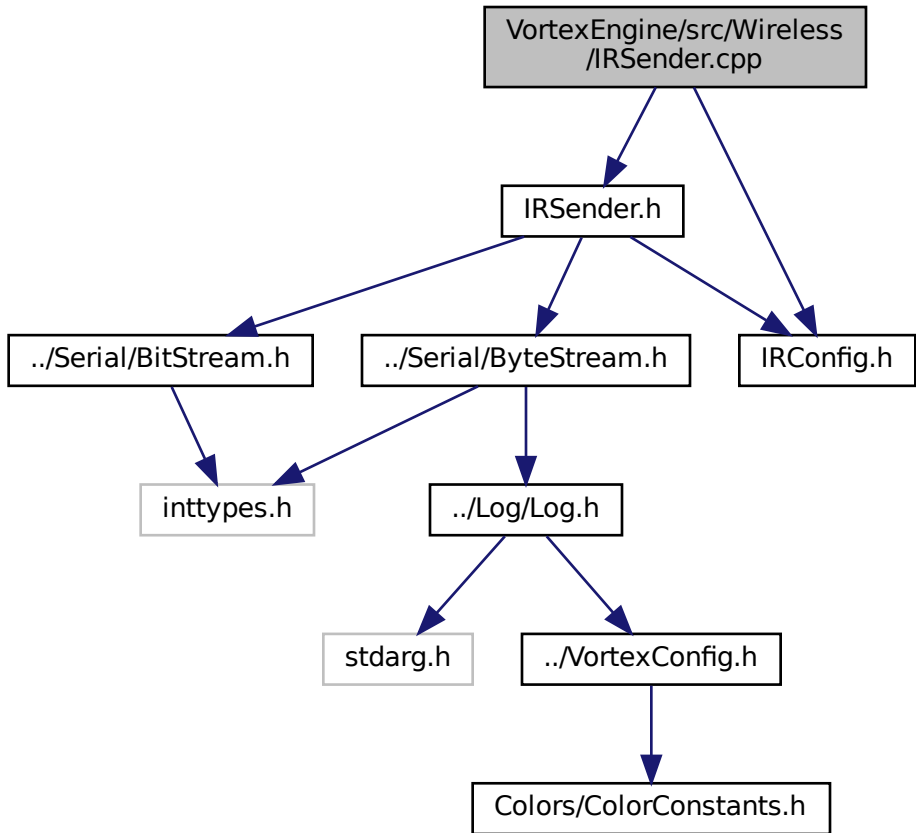 VortexEngine/src/Wireless
/IRSender.cpp
IRSender.h
../Serial/BitStream.h
../Serial/ByteStream.h
IRConfig.h
inttypes.h
../Log/Log.h
stdarg.h
../VortexConfig.h
Colors/ColorConstants.h